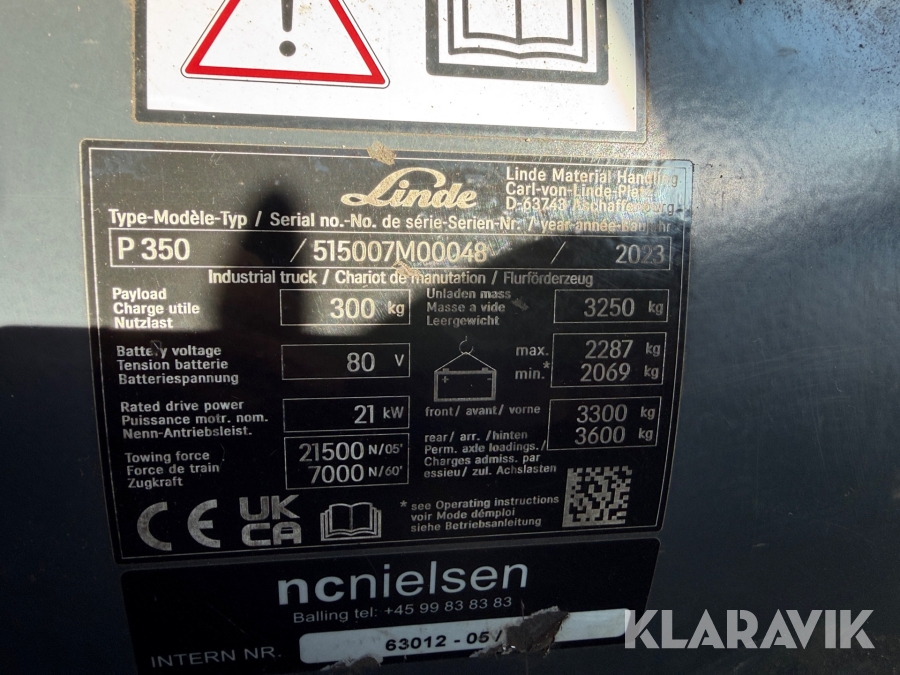 Linde
Linde Material Handling
Carl-von-Linde-Platz
D-63743 Aschaffenburg
Type-Modèle-Typ / Serial no.-No. de série-Serien-Nr. / year-année-Baujahr
P 350 / 515007M00048 / 2023
Industrial truck / Chariot de manutation / Flurförderzeug
Payload
Charge utile
Nutzlast
300 kg
Unladen mass
Masse a vide
Leergewicht
3250 kg
Battery voltage
Tension batterie
Batteriespannung
80 V
max. 2287 kg
min.* 2069 kg
Rated drive power
Puissance motr. nom.
Nenn-Antriebsleist.
21 kW
front/ avant/ vorne 3300 kg
rear/ arr. /hinten 3600 kg
Perm. axle loadings./
Charges admiss. par
essieu/ zul. Achslasten
Towing force
Force de train
Zugkraft
21500 N/05'
7000 N/60'
CE
UK
CA
* see Operating instructions
voir Mode démploi
siehe Betriebsanleitung
ncnielsen
Balling tel: +45 99 83 83 83
INTERN NR. 63012 - 05 /
KLARAVIK